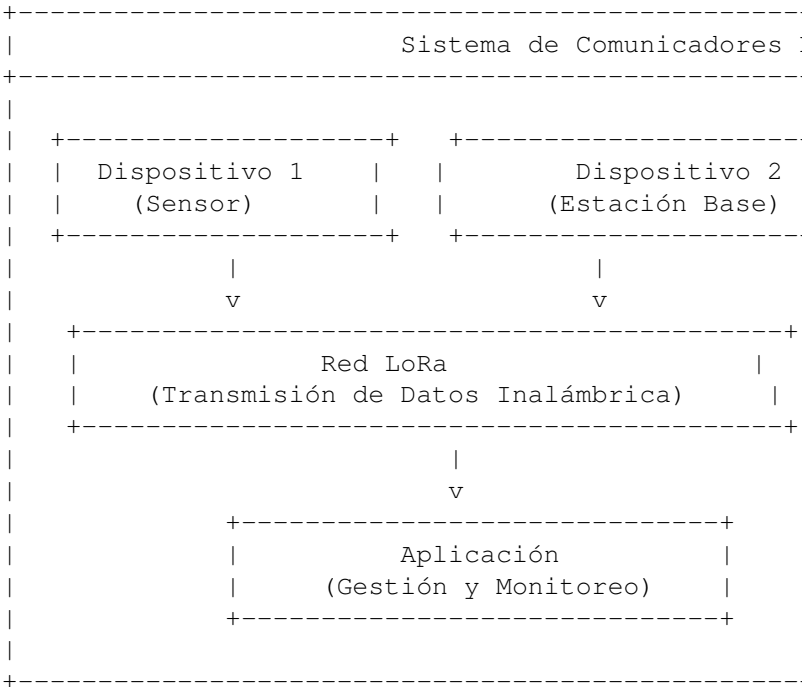 Sistema de Comunicadores
Dispositivo 1 Dispositivo 2
(Sensor) (Estación Base)
v v
Red LoRa
(Transmisión de Datos Inalámbrica)
v
Aplicación
(Gestión y Monitoreo)